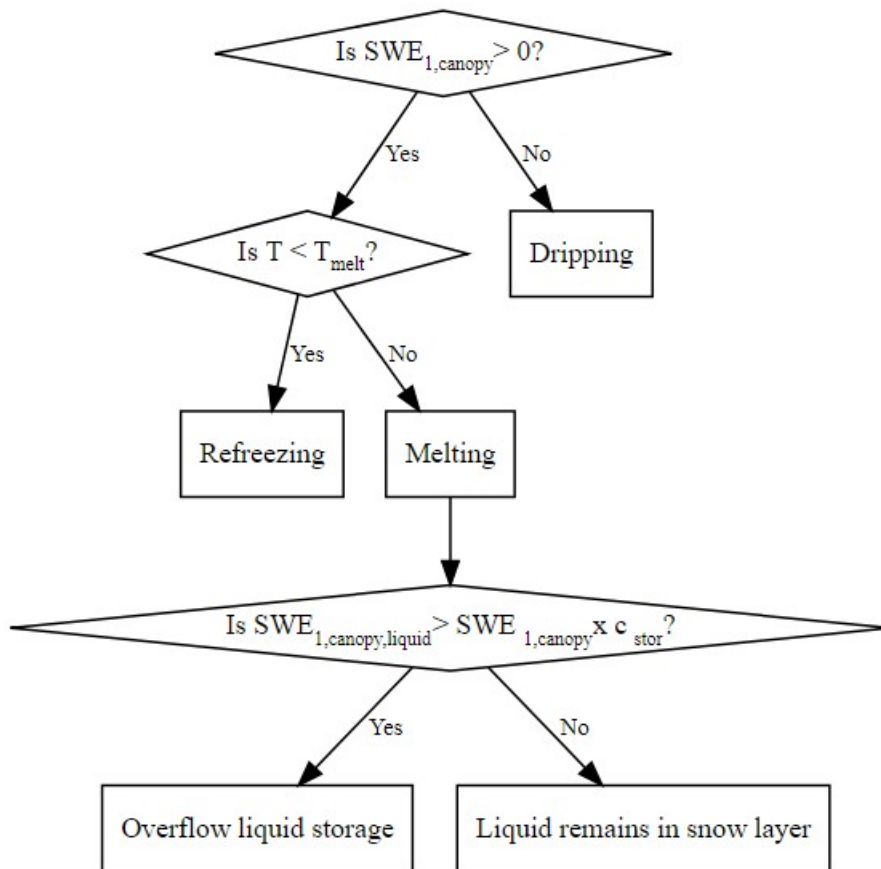 Is SWE1,canopy> 0?
Yes
No
Is T < Tmelt?
Dripping
Yes
No
Refreezing
Melting
Is SWE1,canopy,liquid> SWE 1,canopyx c stor?
Yes
No
Overflow liquid storage
Liquid remains in snow layer